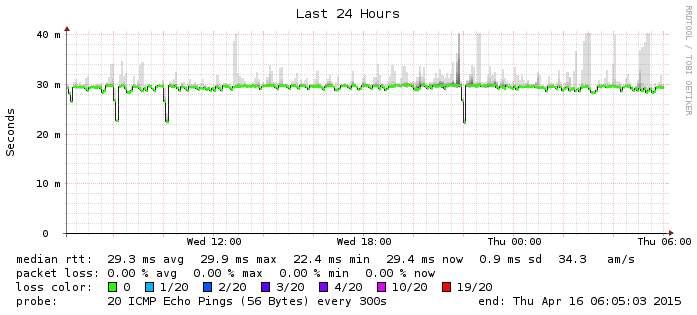 Last 24 Hours
RRDTOOL / TOBI OETIKER
Seconds
40 m
30 m
20 m
10 m
0
Wed 12:00 Wed 18:00 Thu 00:00 Thu 06:00
median rtt: 29.3 ms avg 29.9 ms max 22.4 ms min 29.4 ms now 0.9 ms sd 34.3 am/s
packet loss: 0.00 % avg 0.00 % max 0.00 % min 0.00 % now
loss color: 0 1/20 2/20 3/20 4/20 10/20 19/20
probe: 20 ICMP Echo Pings (56 Bytes) every 300s end: Thu Apr 16 06:05:03 2015